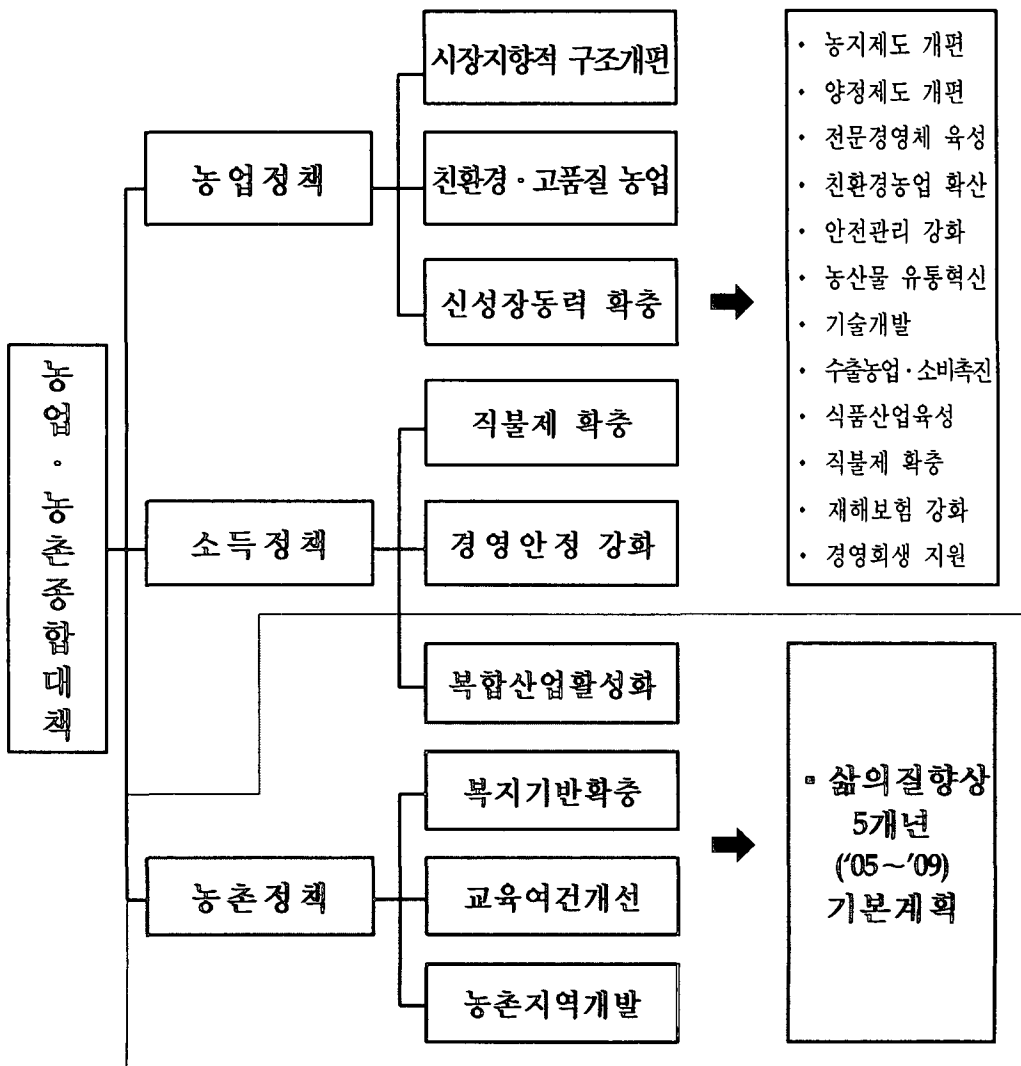 농업·농촌종합대책
농업정책
시장지향적 구조개편
친환경·고품질 농업
신성장동력 확충
소득정책
직불제 확충
경영안정 강화
복합산업활성화
농촌정책
복지기반확충
교육여건개선
농촌지역개발
· 농지제도 개편
· 양정제도 개편
· 전문경영체 육성
· 친환경농업 확산
· 안전관리 강화
· 농산물 유통혁신
· 기술개발
· 수출농업·소비촉진
· 식품산업육성
· 직불제 확충
· 재해보험 강화
· 경영회생 지원
▫ 삶의질향상
5개년
('05~'09)
기본계획